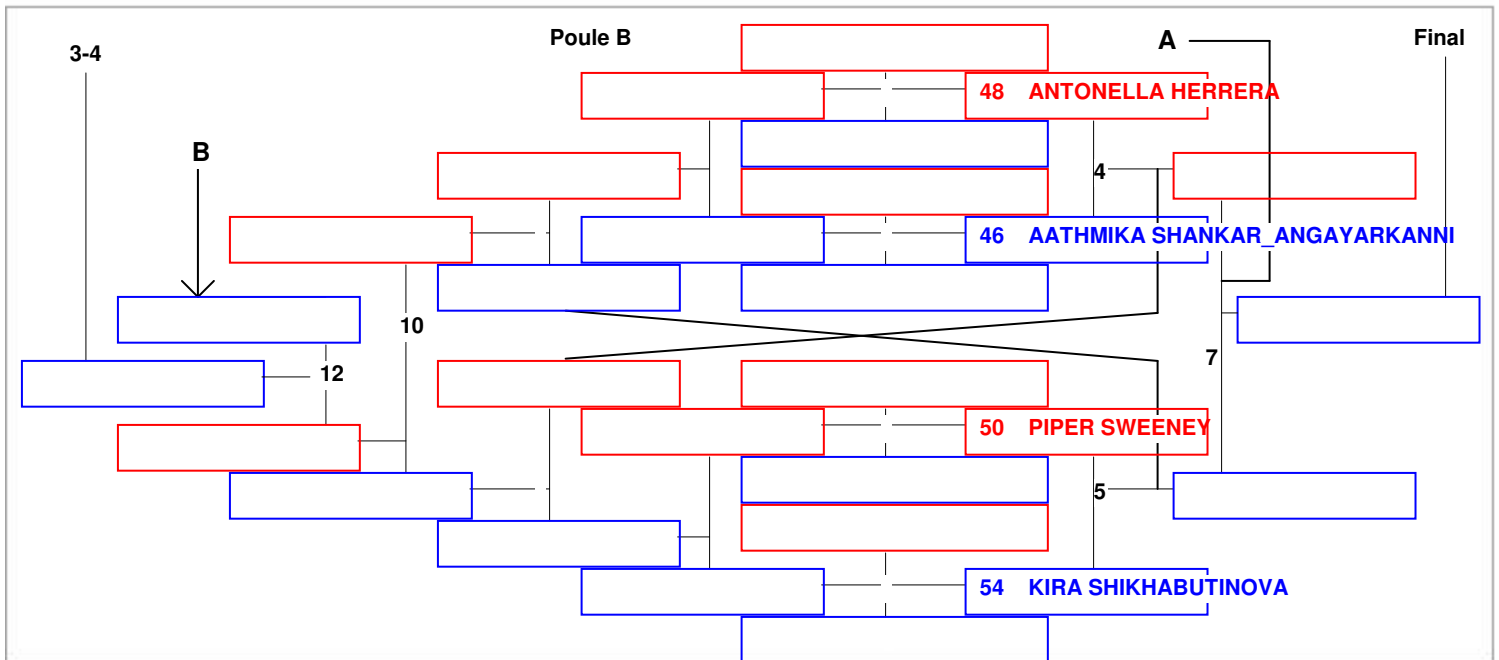 3-4
Poule B
A
Final
48 ANTONELLA HERRERA
B
4
46 AATHMIKA SHANKAR_ANGAYARKANNI
10
7
12
50 PIPER SWEENEY
5
54 KIRA SHIKHABUTINOVA